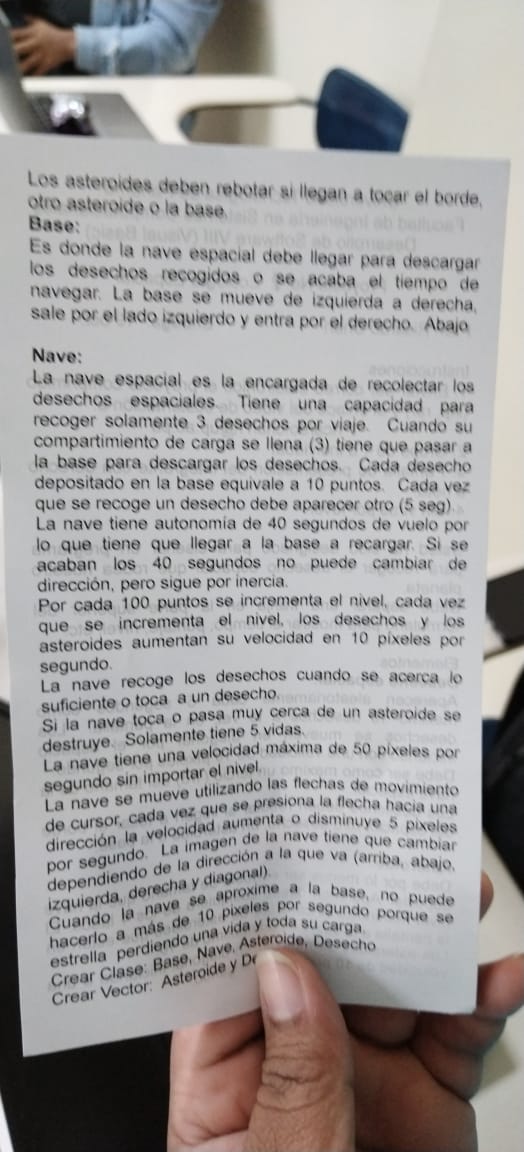 Los asteroides deben rebotar si llegan a tocar el borde,
otro asteroide o la base.
Base:
Es donde la nave espacial debe llegar para descargar
los desechos recogidos o se acaba el tiempo de
navegar. La base se mueve de izquierda a derecha,
sale por el lado izquierdo y entra por el derecho. Abajo
Nave:
La nave espacial es la encargada de recolectar los
desechos espaciales. Tiene una capacidad para
recoger solamente 3 desechos por viaje. Cuando su
compartimiento de carga se llena (3) tiene que pasar a
la base para descargar los desechos. Cada desecho
depositado en la base equivale a 10 puntos. Cada vez
que se recoge un desecho debe aparecer otro (5 seg).
La nave tiene autonomía de 40 segundos de vuelo por
lo que tiene que llegar a la base a recargar. Si se
acaban los 40 segundos no puede cambiar de
dirección, pero sigue por inercia.
Por cada 100 puntos se incrementa el nivel, cada vez
que se incrementa el nivel, los desechos y los
asteroides aumentan su velocidad en 10 píxeles por
segundo.
La nave recoge los desechos cuando se acerca lo
suficiente o toca a un desecho.
Si la nave toca o pasa muy cerca de un asteroide se
destruye. Solamente tiene 5 vidas.
La nave tiene una velocidad máxima de 50 píxeles por
segundo sin importar el nivel.
La nave se mueve utilizando las flechas de movimiento
de cursor, cada vez que se presiona la flecha hacia una
dirección la velocidad aumenta o disminuye 5 píxeles
por segundo. La imagen de la nave tiene que cambiar
dependiendo de la dirección a la que va (arriba, abajo,
izquierda, derecha y diagonal).
Cuando la nave se aproxime a la base, no puede
hacerlo a más de 10 píxeles por segundo porque se
estrella perdiendo una vida y toda su carga.
Crear Clase: Base, Nave, Asteroide, Desecho
Crear Vector: Asteroide y